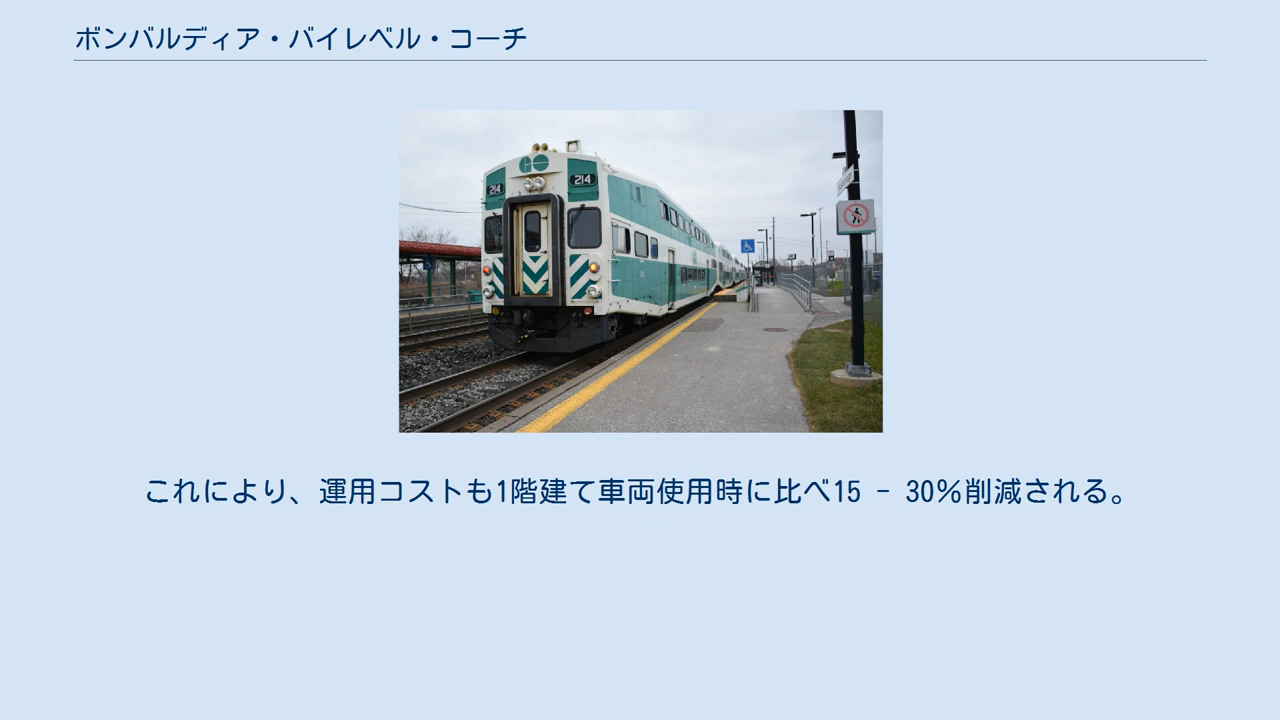 ボンバルディア・バイレベル・コーチ
GO
214
214
これにより、運用コストも1階建て車両使用時に比べ15 - 30%削減される。